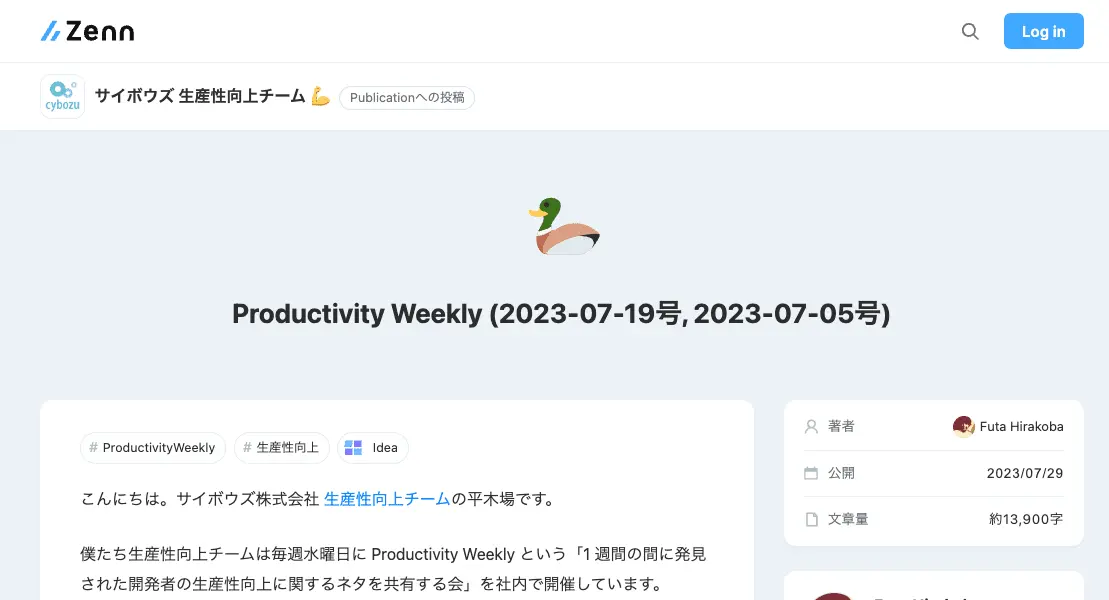 Zenn
Log in
cybozu
サイボウズ 生産性向上チーム💪
Publicationへの投稿
Productivity Weekly (2023-07-19号, 2023-07-05号)
# ProductivityWeekly
# 生産性向上
Idea
こんにちは。サイボウズ株式会社 生産性向上チームの平木場です。
僕たち生産性向上チームは毎週水曜日に Productivity Weekly という「1 週間の間に発見
された開発者の生産性向上に関するネタを共有する会」を社内で開催しています。
著者
Futa Hirakoba
公開
2023/07/29
文章量
約13,900字